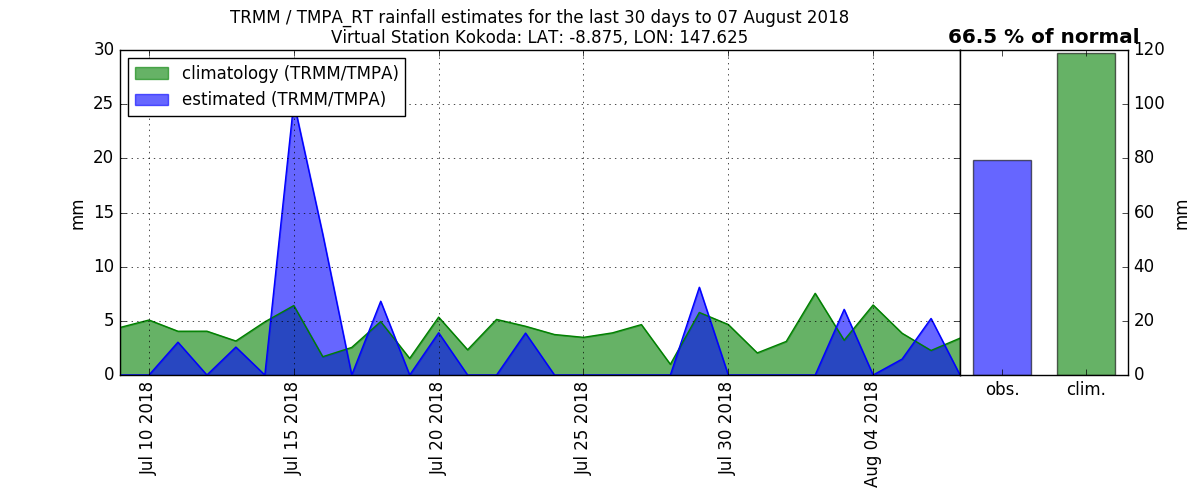 TRMM / TMPA_RT rainfall estimates for the last 30 days to 07 August 2018
Virtual Station Kokoda: LAT: -8.875, LON: 147.625
66.5 % of normal
climatology (TRMM/TMPA)
estimated (TRMM/TMPA)
30
25
20
15
10
5
0
mm
Jul 10 2018
Jul 15 2018
Jul 20 2018
Jul 25 2018
Jul 30 2018
Aug 04 2018
obs.
clim.
120
100
80
60
40
20
0
mm